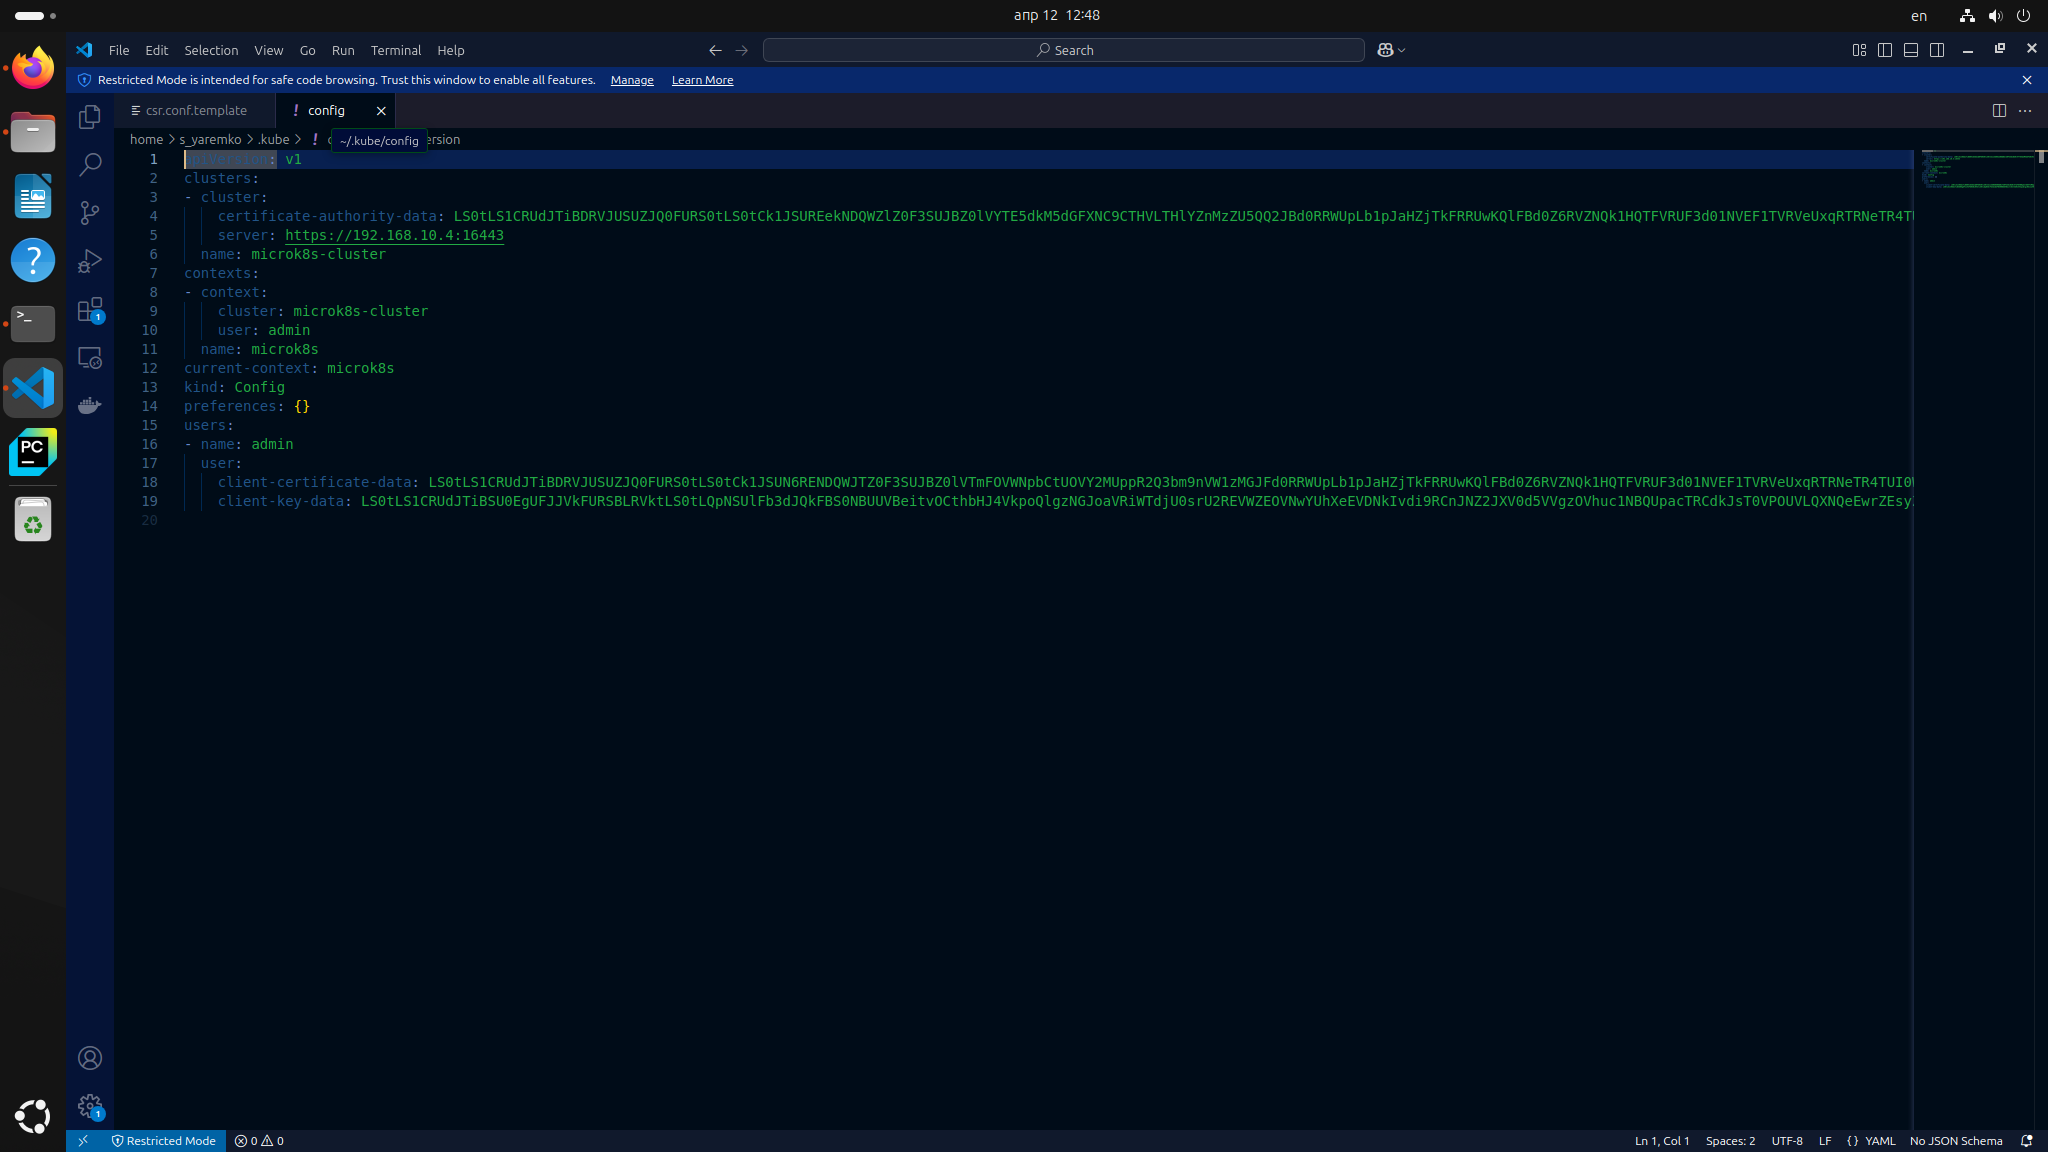 апр 12 12:48
en
File Edit Selection View Go Run Terminal Help
Search
Restricted Mode is intended for safe code browsing. Trust this window to enable all features. Manage Learn More
csr.conf.template
! config
home > s_yaremko > .kube > !
~/.kube/config
ersion
1 apiVersion: v1
2 clusters:
3 - cluster:
4 certificate-authority-data:
5 server: https://192.168.10.4:16443
6 name: microk8s-cluster
7 contexts:
8 - context:
9 cluster: microk8s-cluster
10 user: admin
11 name: microk8s
12 current-context: microk8s
13 kind: Config
14 preferences: {}
15 users:
16 - name: admin
17 user:
18 client-certificate-data:
19 client-key-data:
20
PC
Restricted Mode
0 0
Ln 1, Col 1 Spaces: 2 UTF-8 LF {} YAML No JSON Schema